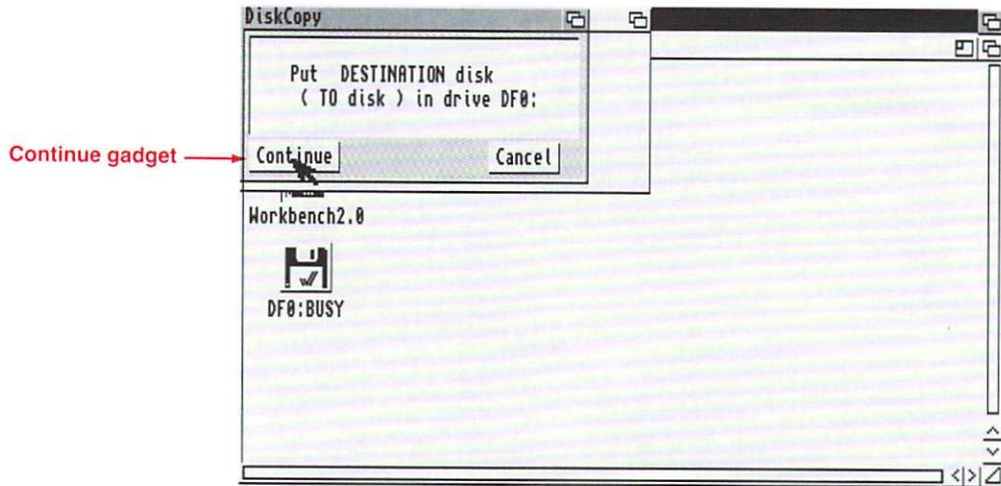 DiskCopy
Put DESTINATION disk
( TO disk ) in drive DF0:
Continue gadget
Continue
Cancel
Workbench2.0
DF0:BUSY